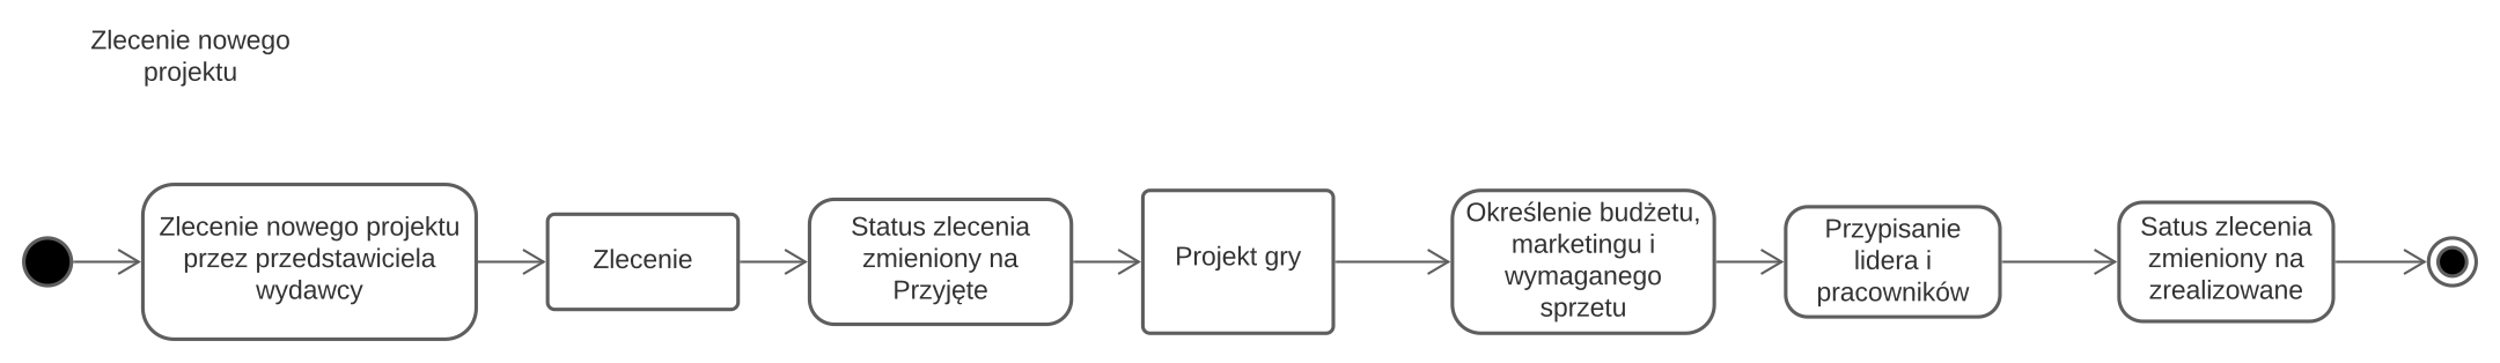 Zlecenie nowego
projektu
Zlecenie nowego projektu
przez przedstawiciela
wydawcy
Zlecenie
Status zlecenia
zmieniony na
Przyjęte
Projekt gry
Określenie budżetu,
marketingu i
wymaganego
sprzetu
Przypisanie
lidera i
pracowników
Satus zlecenia
zmieniony na
zrealizowane